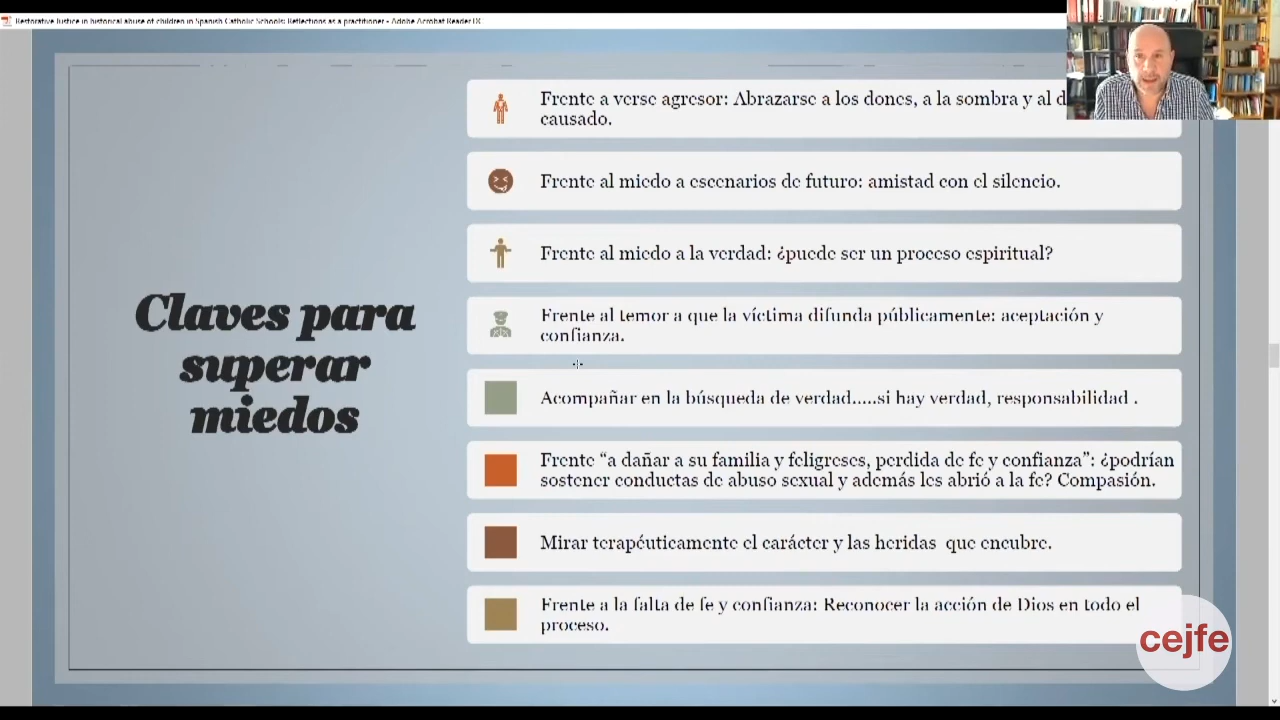 Restorative Justice in historical abuse of children in Spanish Catholic Schools: Reflections as a practitioner - Adobe Acrobat Reader DC
Claves para
superar
miedos
Frente a verse agresor: Abrazarse a los dones, a la sombra y al
causado.
Frente al miedo a escenarios de futuro: amistad con el silencio.
Frente al miedo a la verdad: ¿puede ser un proceso espiritual?
Frente al temor a que la víctima difunda públicamente: aceptación y
confianza.
Acompañar en la búsqueda de verdad.....si hay verdad, responsabilidad .
Frente “a dañar a su familia y feligreses, perdida de fe y confianza”: ¿podrían
sostener conductas de abuso sexual y además les abrió a la fe? Compasión.
Mirar terapéuticamente el carácter y las heridas que encubre.
Frente a la falta de fe y confianza: Reconocer la acción de Dios en todo el
proceso.
cejfe